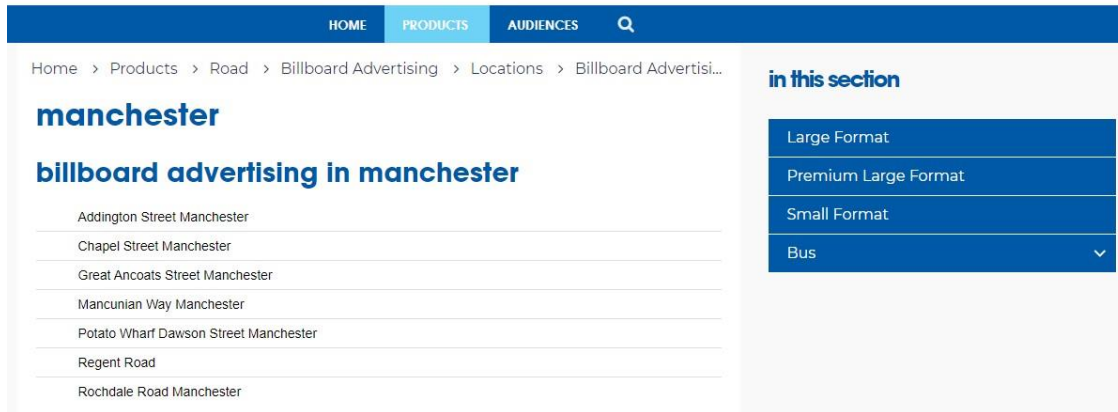 HOME PRODUCTS AUDIENCES
Home > Products > Road > Billboard Advertising > Locations > Billboard Advertisi...
manchester
billboard advertising in manchester
Addington Street Manchester
Chapel Street Manchester
Great Ancoats Street Manchester
Mancunian Way Manchester
Potato Wharf Dawson Street Manchester
Regent Road
Rochdale Road Manchester
in this section
Large Format
Premium Large Format
Small Format
Bus